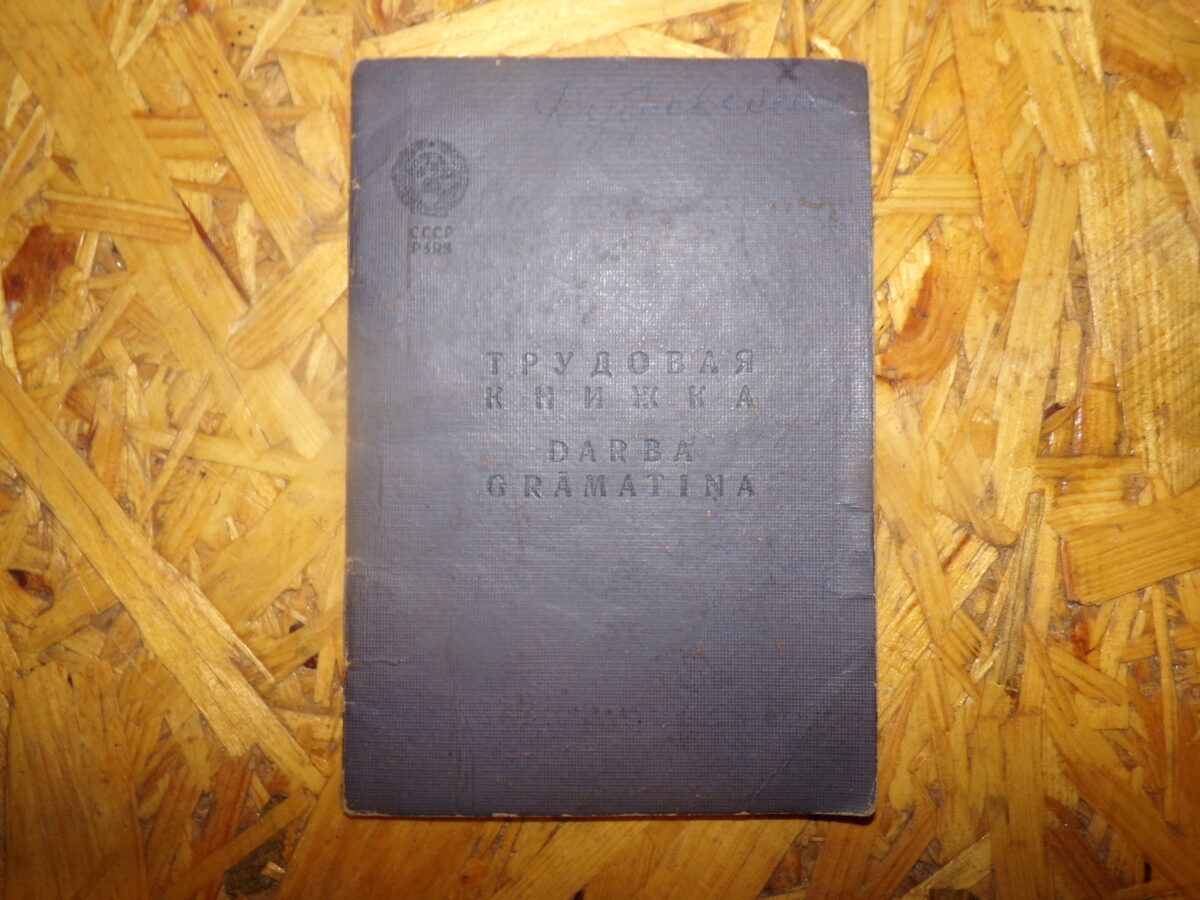 СССР
PSRS
ТРУДОВАЯ
КНИЖКА
DARBA
GRĀMATIŅA